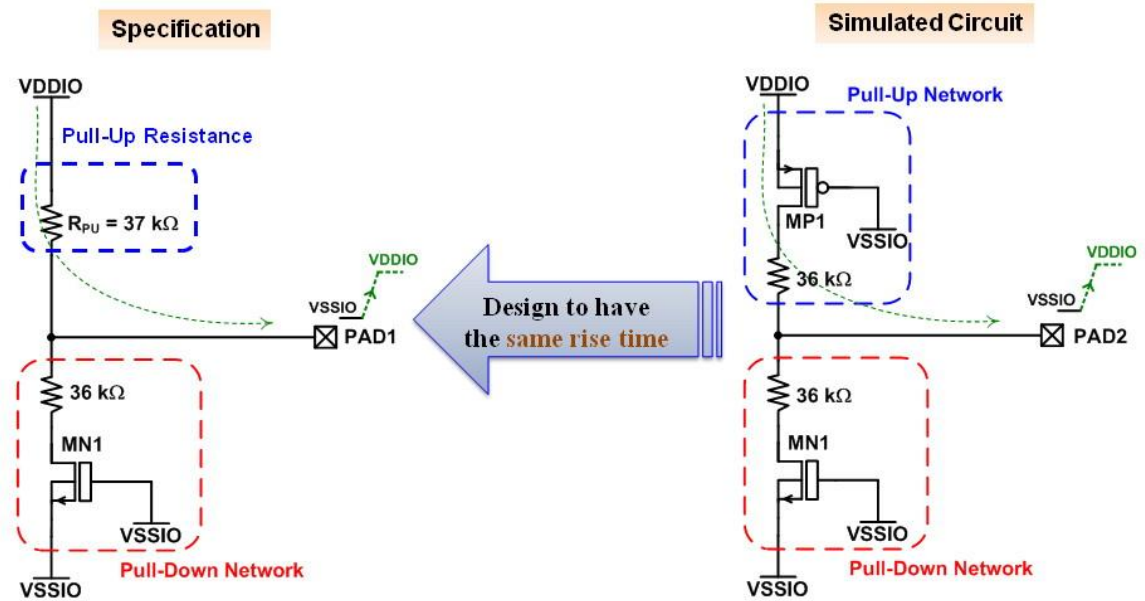 Specification
VDDIO
Pull-Up Resistance
RPU = 37 kΩ
VDDIO
VSSIO
PAD1
36 kΩ
MN1
VSSIO
Pull-Down Network
VSSIO
Design to have
the same rise time
Simulated Circuit
VDDIO
Pull-Up Network
MP1
VSSIO
36 kΩ
VDDIO
VSSIO
PAD2
36 kΩ
MN1
VSSIO
Pull-Down Network
VSSIO